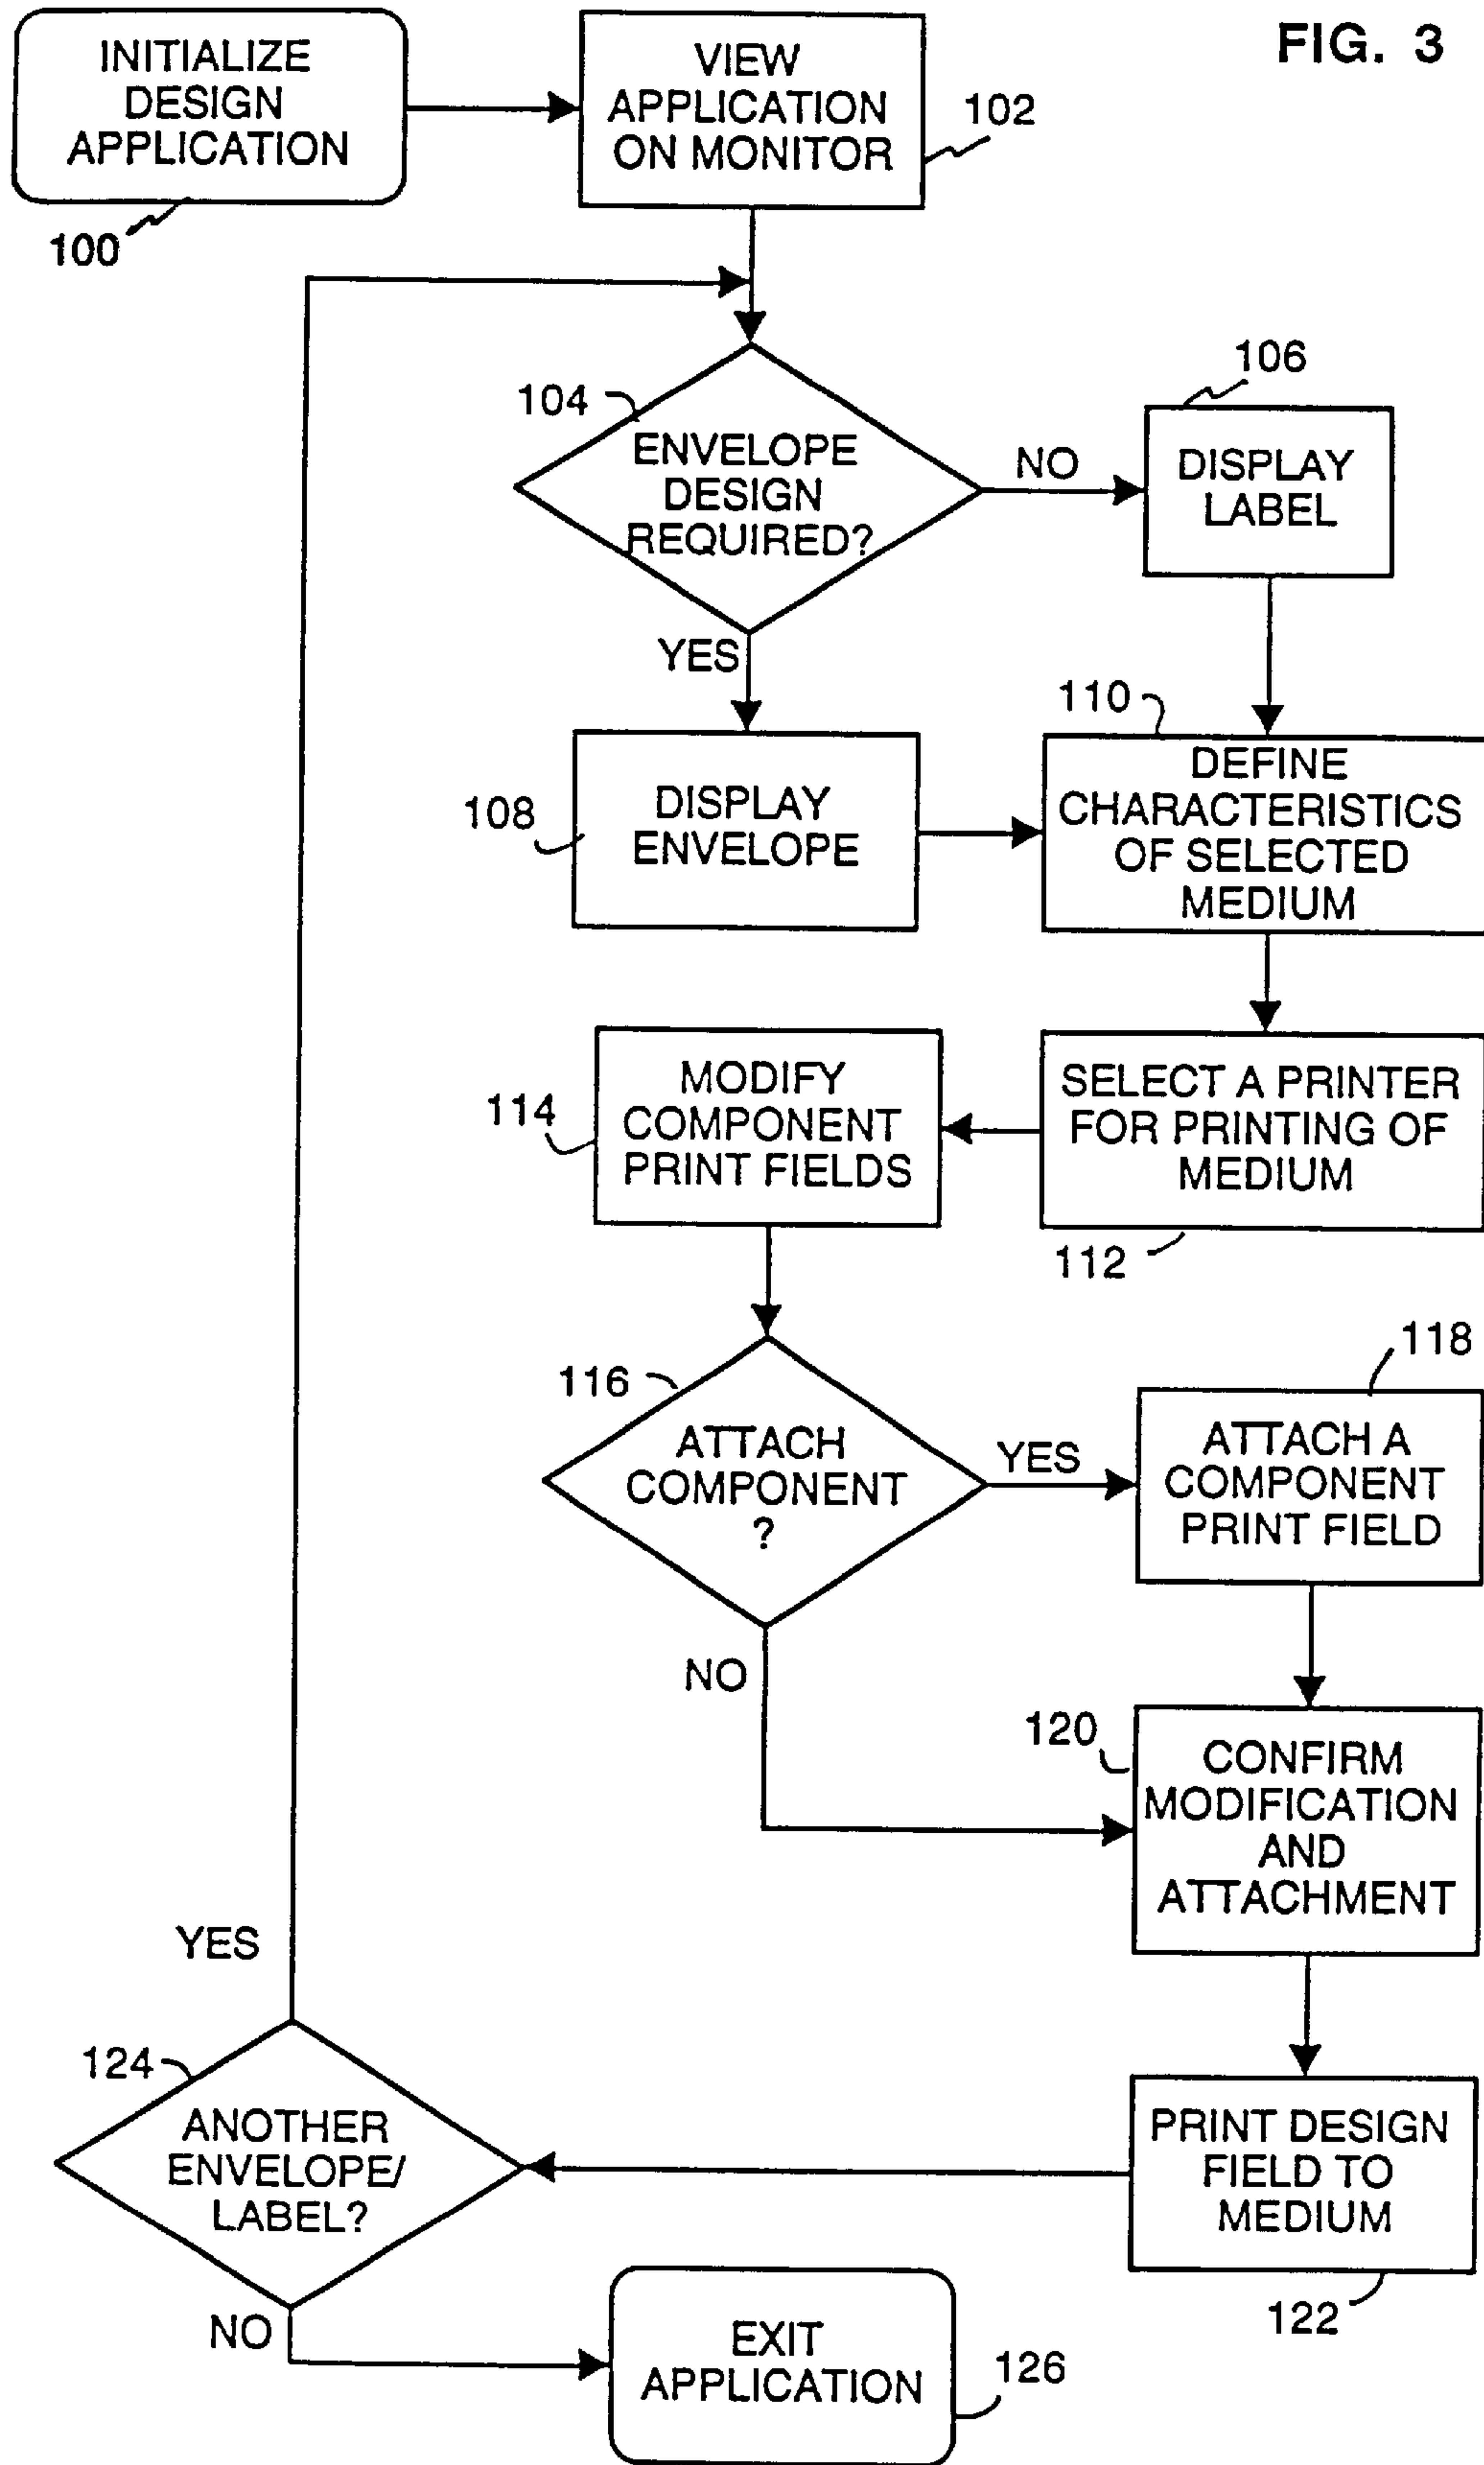 FIG. 3
INITIALIZE
DESIGN
APPLICATION
100
VIEW
APPLICATION
ON MONITOR
102
104
ENVELOPE
DESIGN
REQUIRED?
NO
106
DISPLAY
LABEL
YES
108
DISPLAY
ENVELOPE
110
DEFINE
CHARACTERISTICS
OF SELECTED
MEDIUM
114
MODIFY
COMPONENT
PRINT FIELDS
SELECT A PRINTER
FOR PRINTING OF
MEDIUM
112
116
ATTACH
COMPONENT
?
YES
118
ATTACH A
COMPONENT
PRINT FIELD
NO
120
CONFIRM
MODIFICATION
AND
ATTACHMENT
YES
124
ANOTHER
ENVELOPE/
LABEL?
PRINT DESIGN
FIELD TO
MEDIUM
122
NO
EXIT
APPLICATION
126